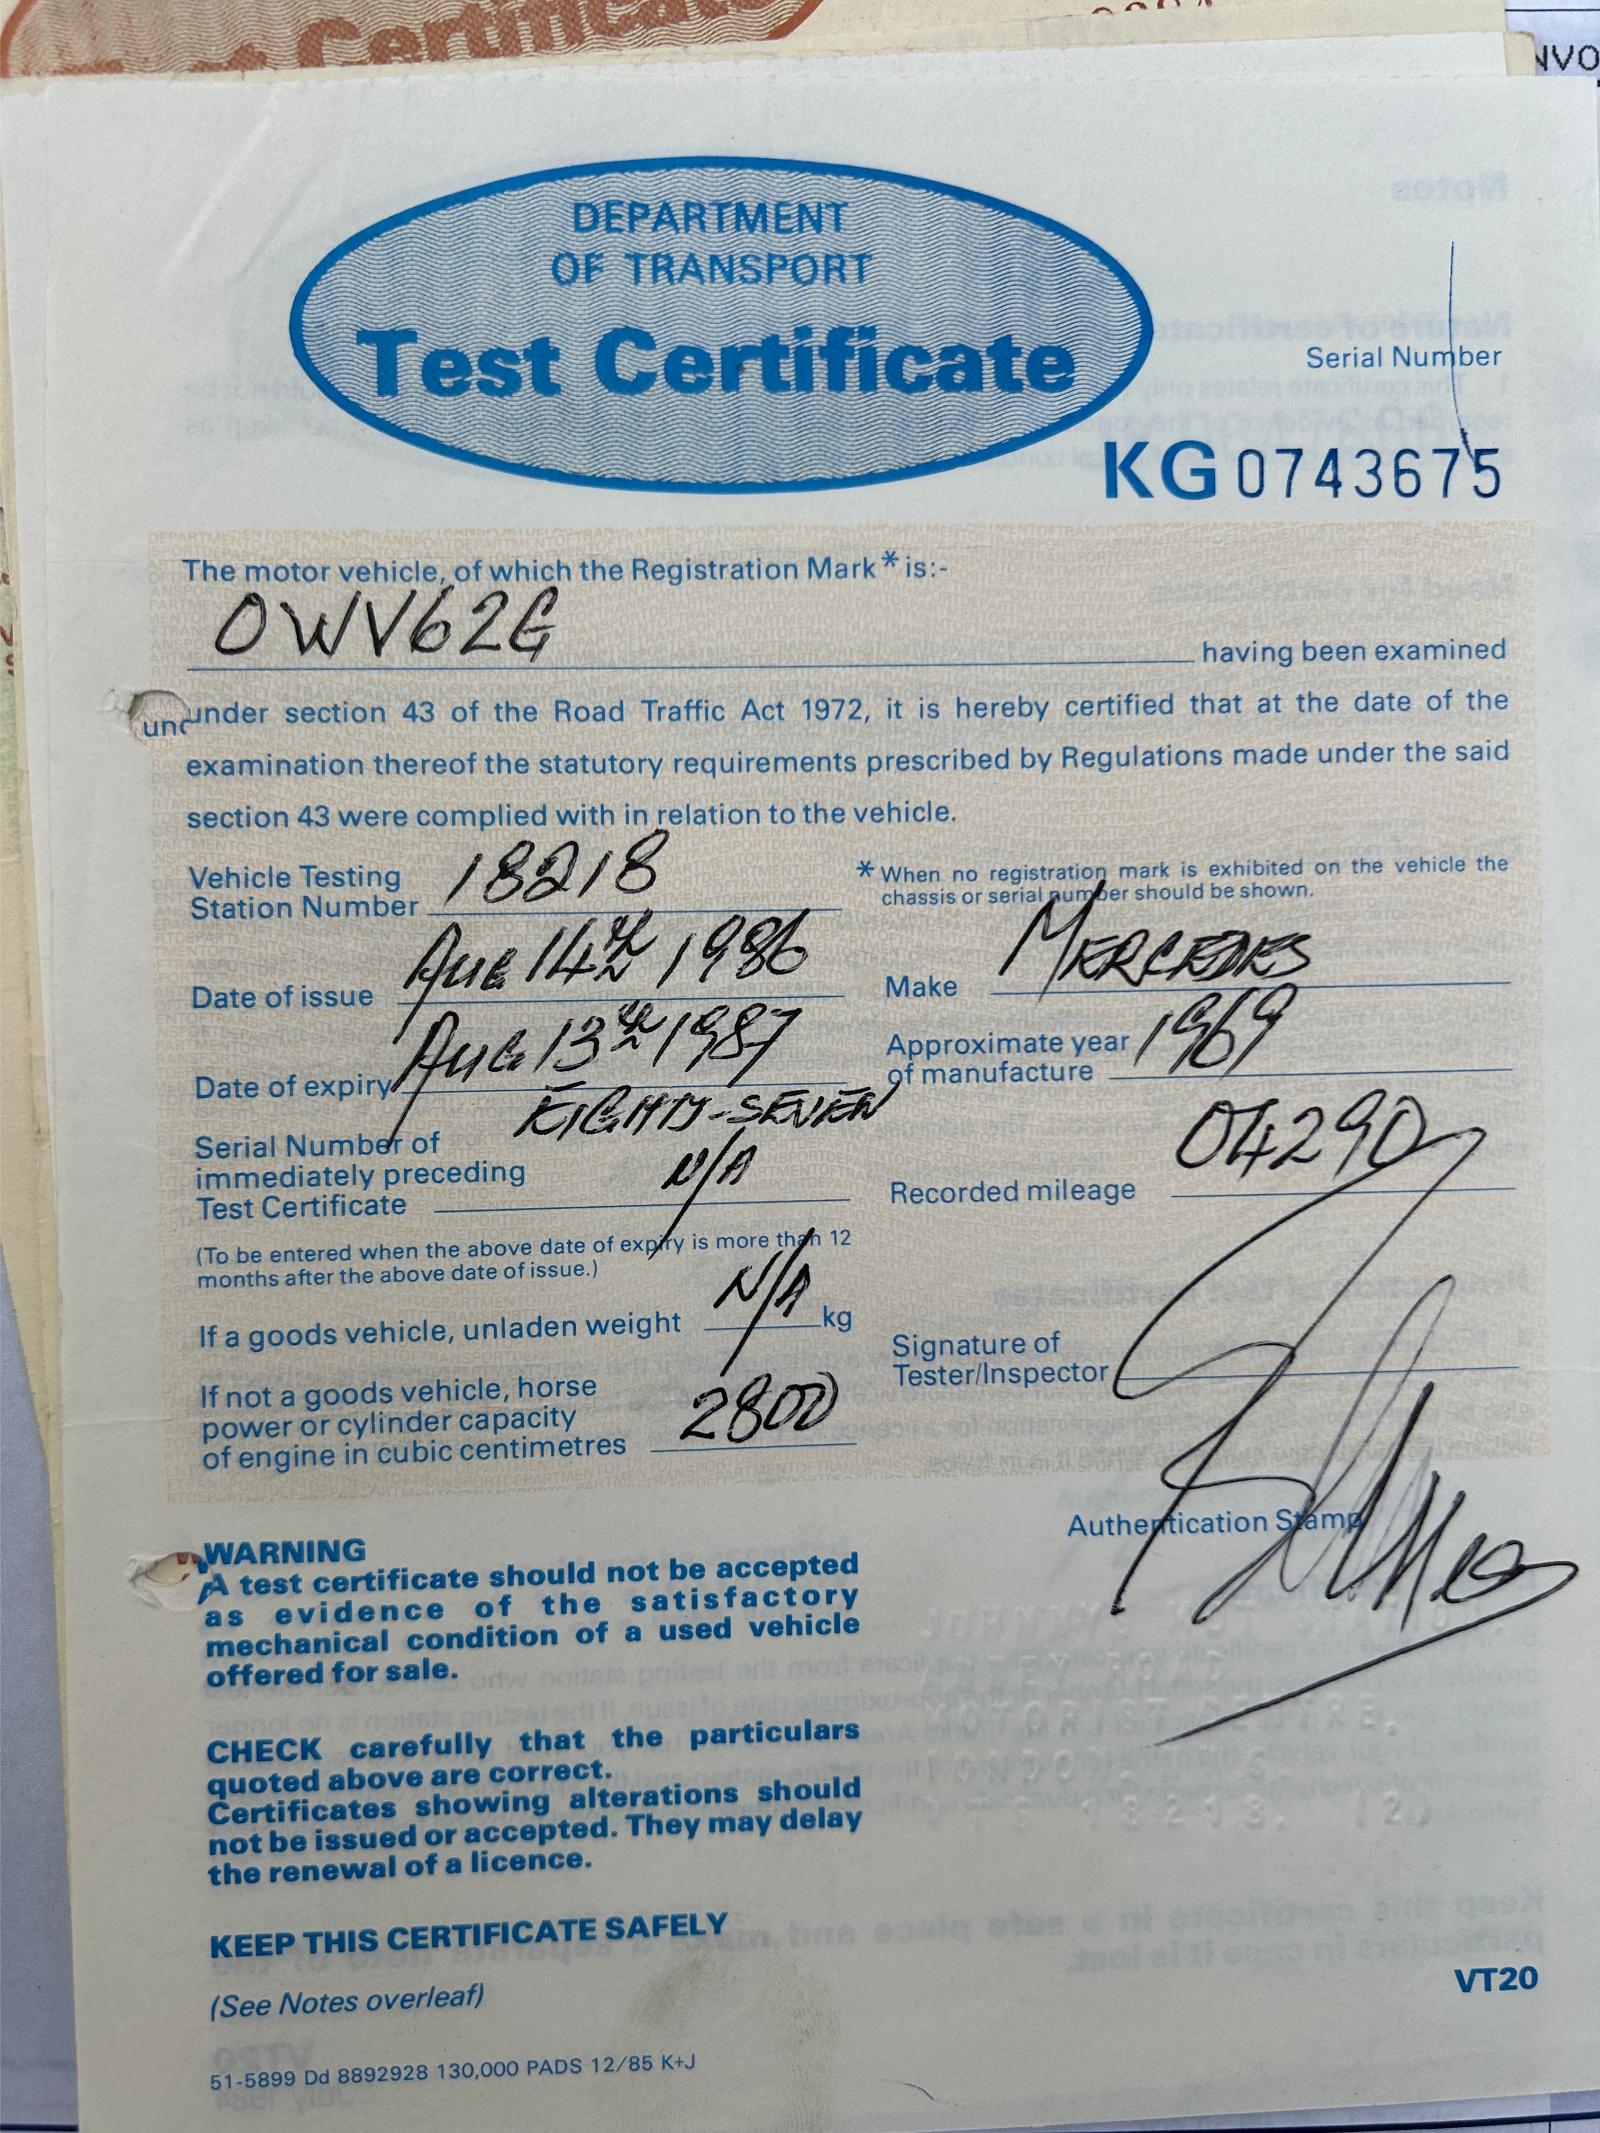 t Certificate
NVO
DEPARTMENT
OF TRANSPORT
Test Certificate
Serial Number
KG 0743675
The motor vehicle, of which the Registration Mark * is:-
OWV62G
having been examined
under section 43 of the Road Traffic Act 1972, it is hereby certified that at the date of the
examination thereof the statutory requirements prescribed by Regulations made under the said
section 43 were complied with in relation to the vehicle.
Vehicle Testing
Station Number 18218
* When no registration mark is exhibited on the vehicle the
chassis or serial number should be shown.
Date of issue AUG 14th 1986
Make MERCEDES
Date of expiry AUG 13th 1987
EIGHTY-SEVEN
Approximate year
of manufacture 1969
Serial Number of
immediately preceding
Test Certificate N/A
Recorded mileage 04290
(To be entered when the above date of expiry is more than 12
months after the above date of issue.)
If a goods vehicle, unladen weight N/A kg
Signature of
Tester/Inspector
If not a goods vehicle, horse
power or cylinder capacity
of engine in cubic centimetres 2800
Authentication Stamp
WARNING
A test certificate should not be accepted
as evidence of the satisfactory
mechanical condition of a used vehicle
offered for sale.
MOTORIST CENTRE,
CHECK carefully that the particulars
quoted above are correct.
Certificates showing alterations should
not be issued or accepted. They may delay
the renewal of a licence.
KEEP THIS CERTIFICATE SAFELY
(See Notes overleaf)
VT20
51-5899 Dd 8892928 130,000 PADS 12/85 K+J